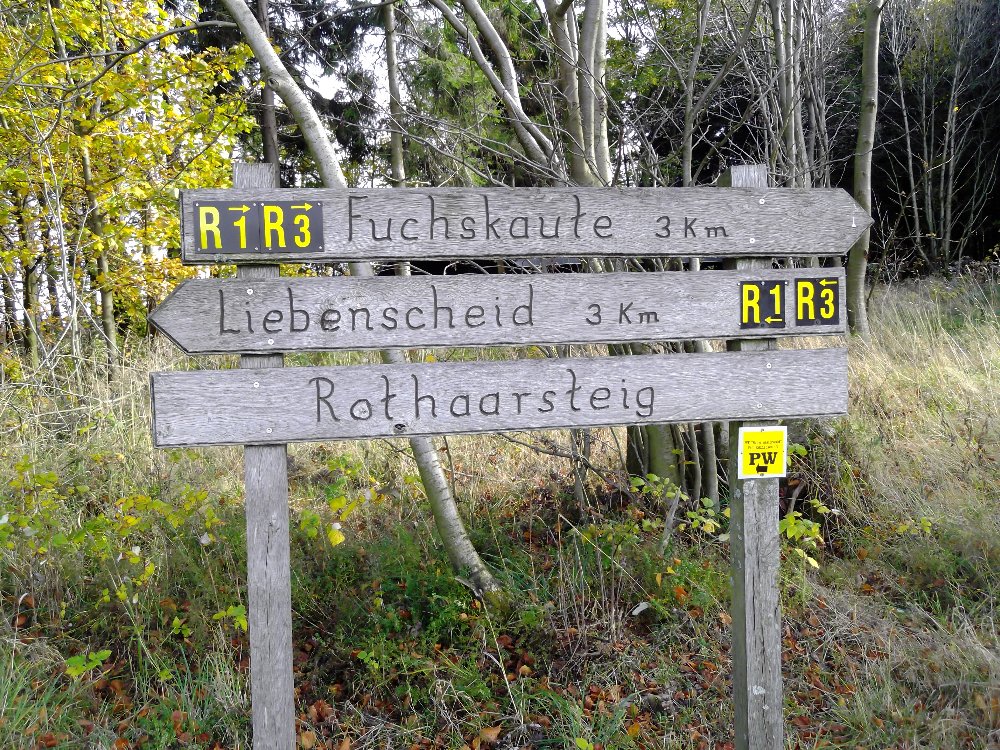 R1 R3 Fuchskaute 3 Km
Liebenscheid 3 Km R1 R3
Rothaarsteig
PW